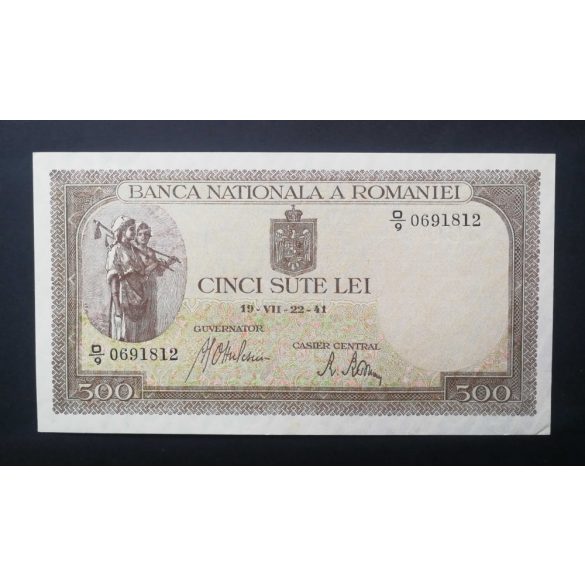 BANCA NATIONALA A ROMANIEI
D/9 0691812
CINCI SUTE LEI
19-VII-22-41
GUVERNATOR
CASIER CENTRAL
D/9 0691812
500
500